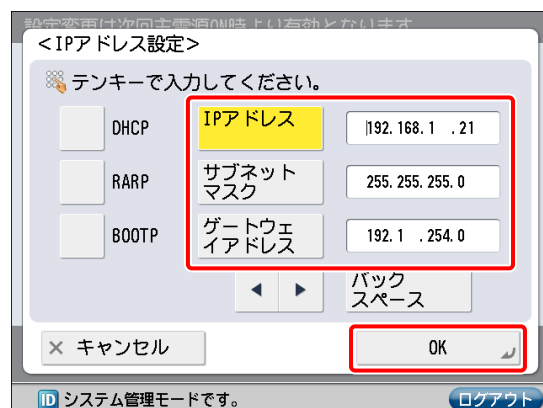 設定変更は次回主電源ON時より有効となります
<IPアドレス設定>
テンキーで入力してください。
DHCP
IPアドレス
192.168.1 .21
RARP
サブネット
マスク
255.255.255.0
BOOTP
ゲートウェ
イアドレス
192.1 .254.0
バック
スペース
× キャンセル
OK
ID システム管理モードです。
ログアウト